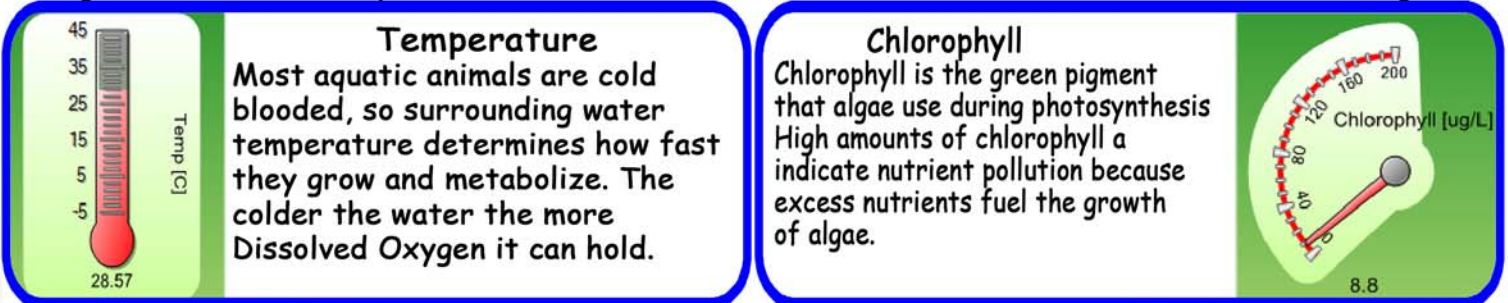 45
35
25
15
5
-5
Temp [C]
28.57
Temperature
Most aquatic animals are cold
blooded, so surrounding water
temperature determines how fast
they grow and metabolize. The
colder the water the more
Dissolved Oxygen it can hold.
Chlorophyll
Chlorophyll is the green pigment
that algae use during photosynthesis
High amounts of chlorophyll a
indicate nutrient pollution because
excess nutrients fuel the growth
of algae.
200
160
120
Chlorophyll [ug/L]
80
40
0
8.8